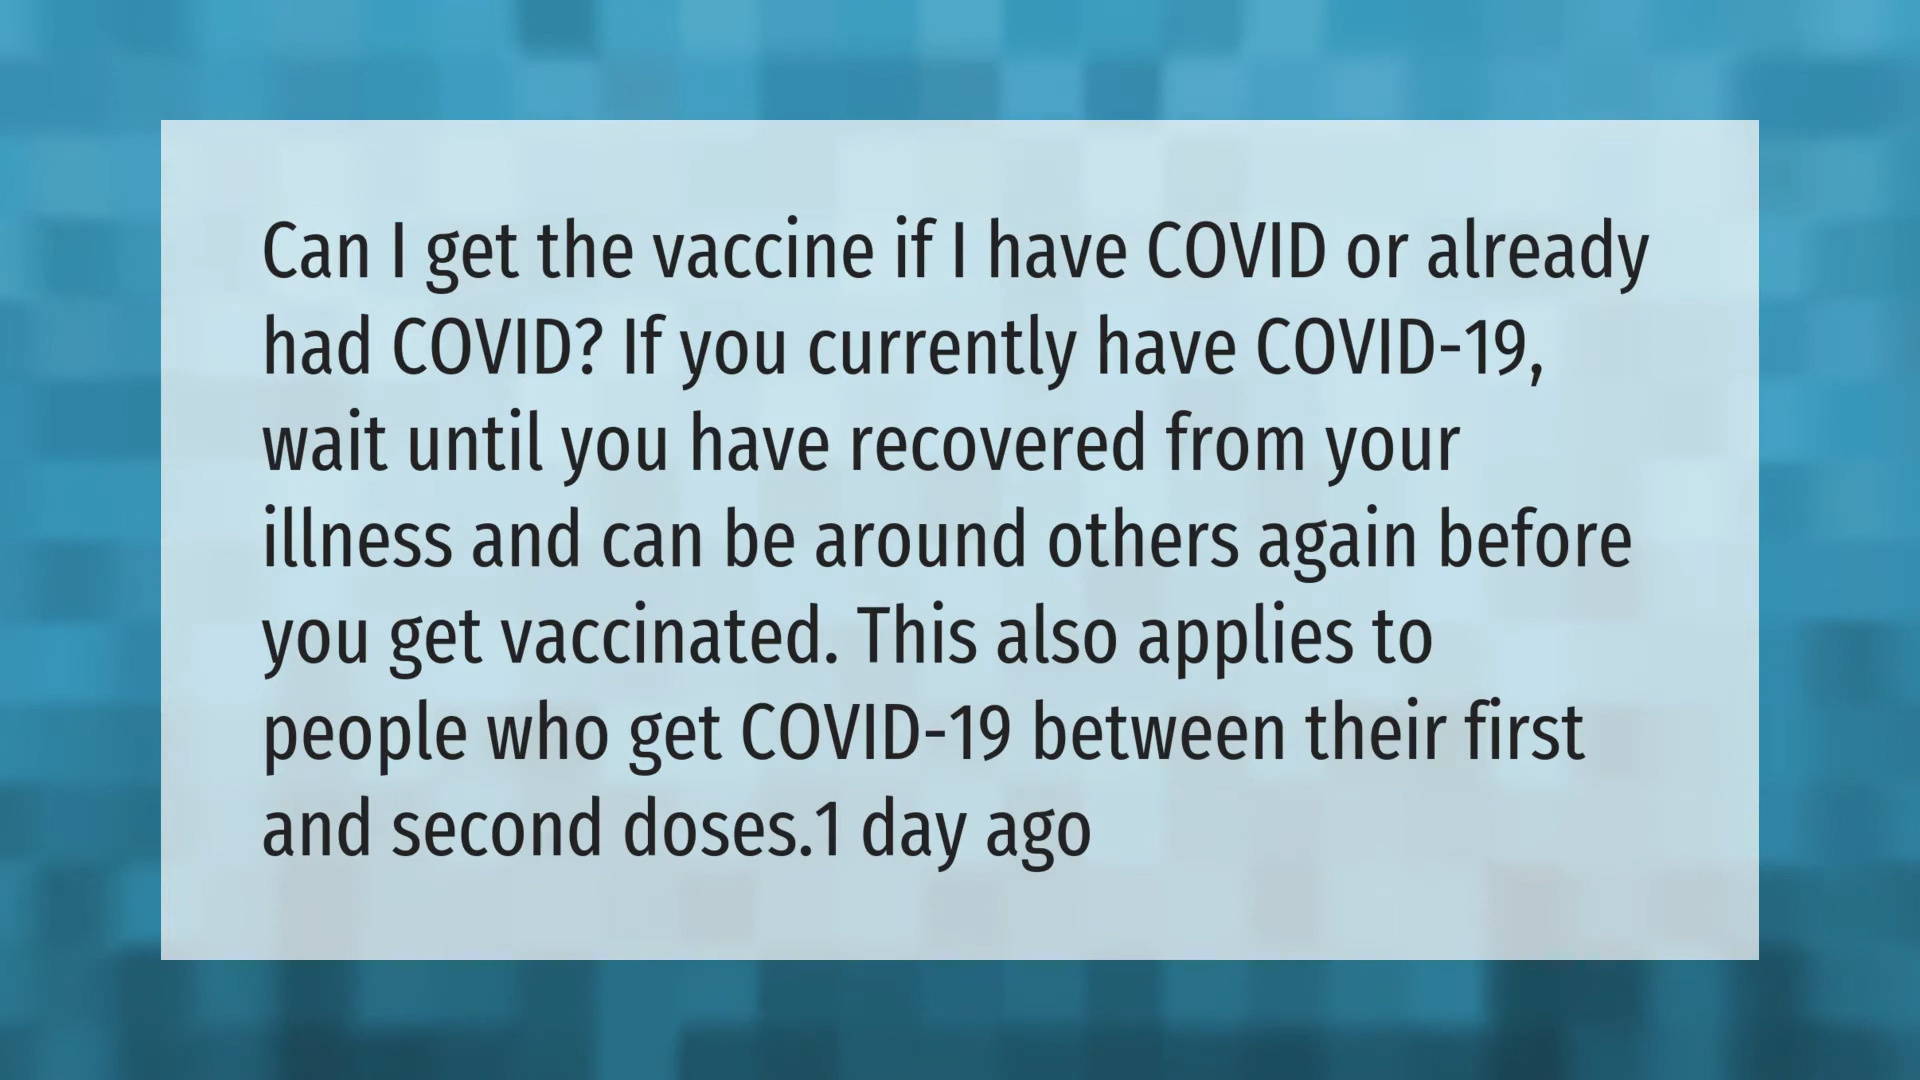 Can I get the vaccine if I have COVID or already
had COVID? If you currently have COVID-19,
wait until you have recovered from your
illness and can be around others again before
you get vaccinated. This also applies to
people who get COVID-19 between their first
and second doses.1 day ago